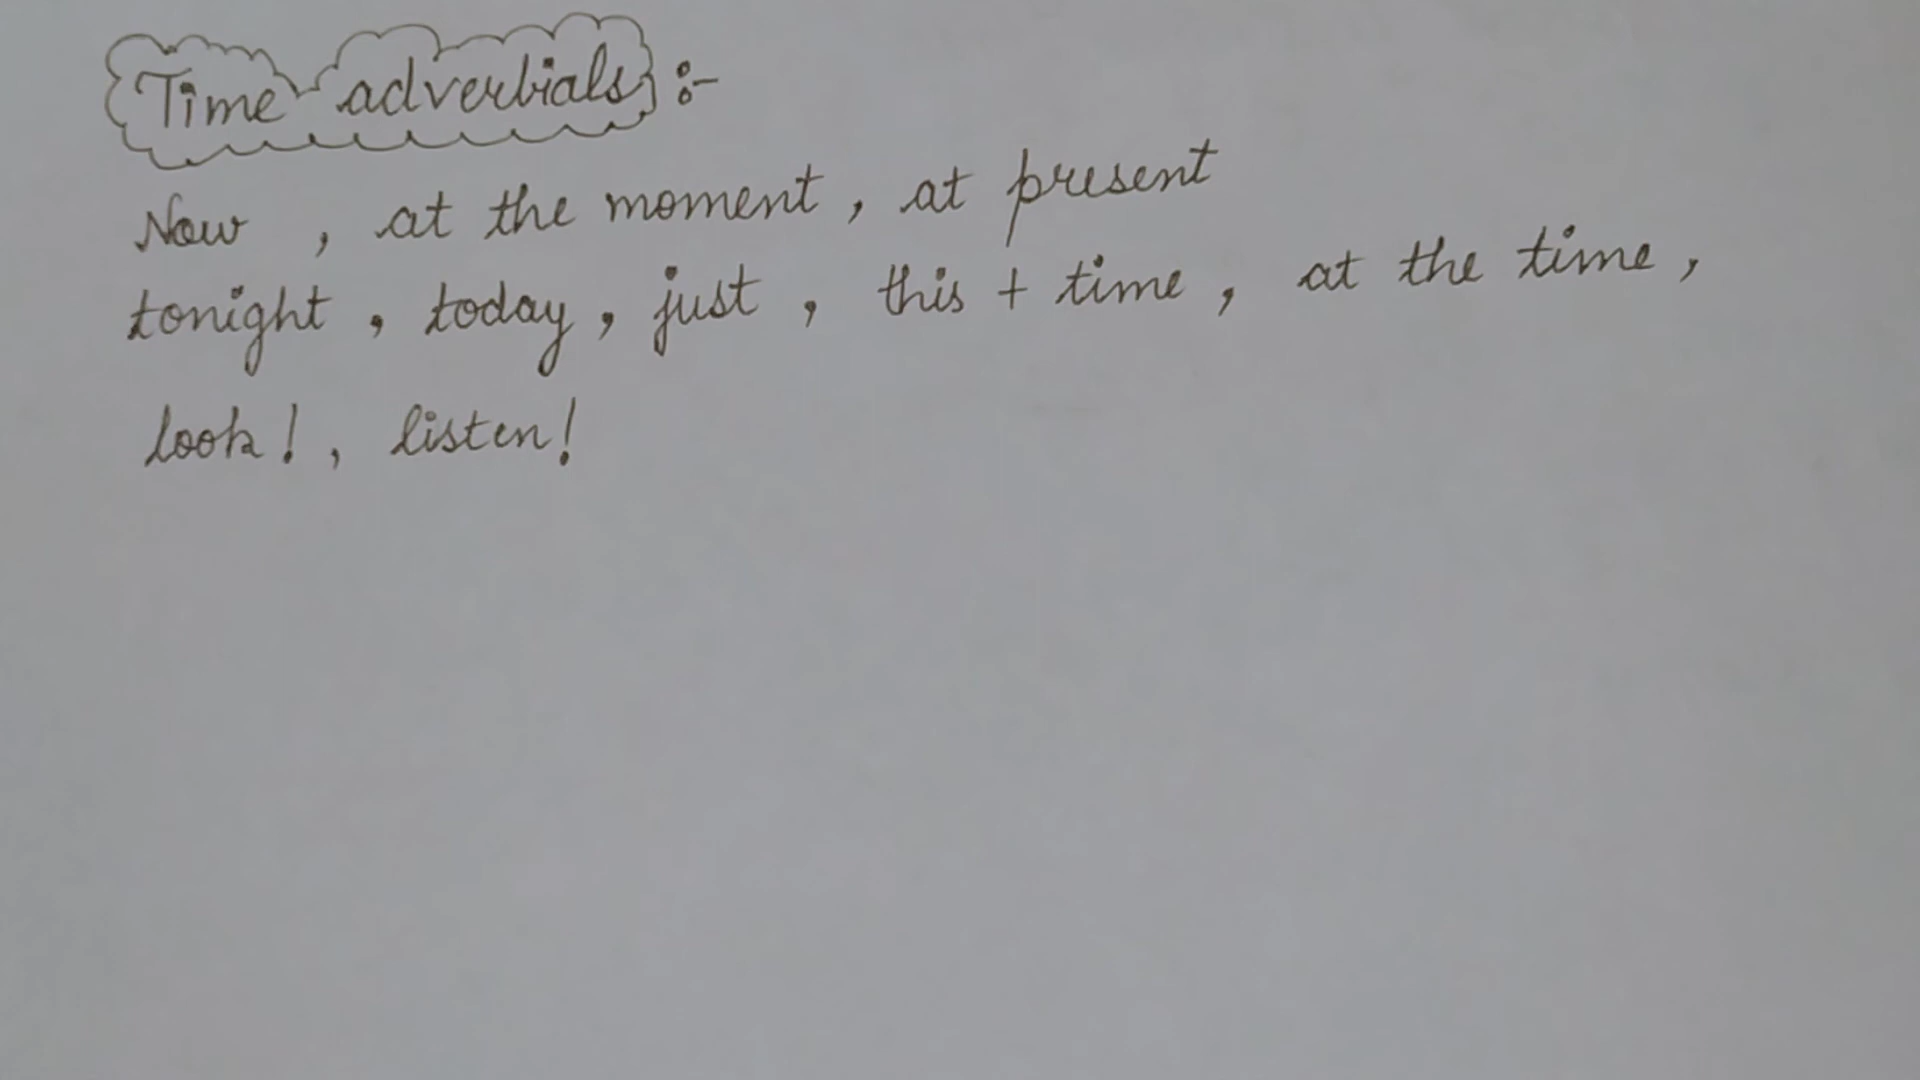 Time adverbials :-
Now , at the moment , at present
tonight , today , just , this + time , at the time ,
look! , listen!